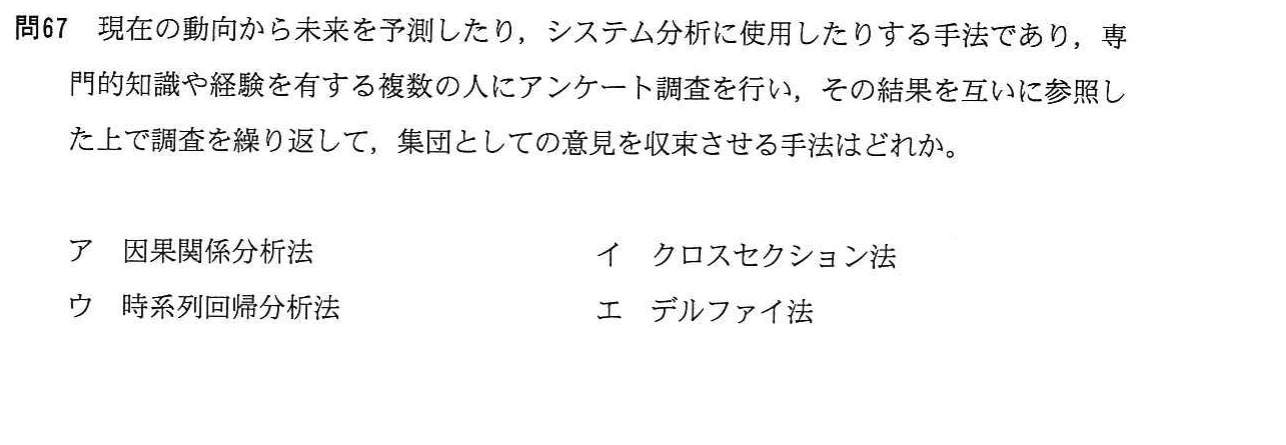 問67 現在の動向から未来を予測したり，システム分析に使用したりする手法であり，専
門的知識や経験を有する複数の人にアンケート調査を行い，その結果を互いに参照し
た上で調査を繰り返して，集団としての意見を収束させる手法はどれか。
ア 因果関係分析法 イ クロスセクション法
ウ 時系列回帰分析法 エ デルファイ法